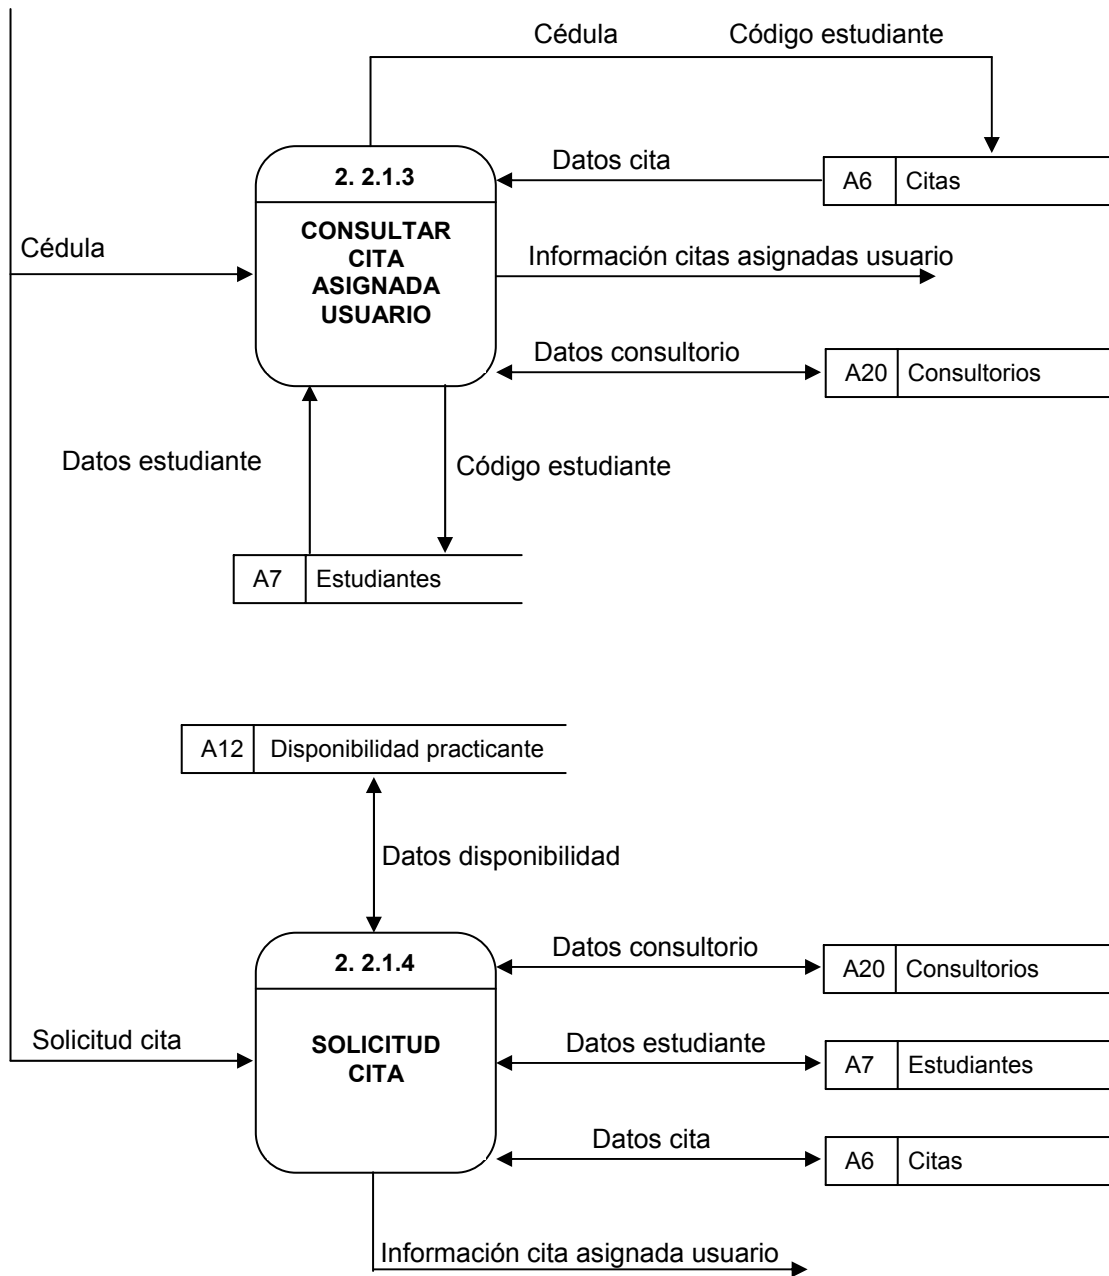 Cédula
Código estudiante
2. 2.1.3
Datos cita
A6
Citas
CONSULTAR
CITA
ASIGNADA
USUARIO
Cédula
Información citas asignadas usuario
Datos consultorio
A20
Consultorios
Datos estudiante
Código estudiante
A7
Estudiantes
A12
Disponibilidad practicante
Datos disponibilidad
2. 2.1.4
Datos consultorio
A20
Consultorios
Solicitud cita
SOLICITUD
CITA
Datos estudiante
A7
Estudiantes
Datos cita
A6
Citas
Información cita asignada usuario